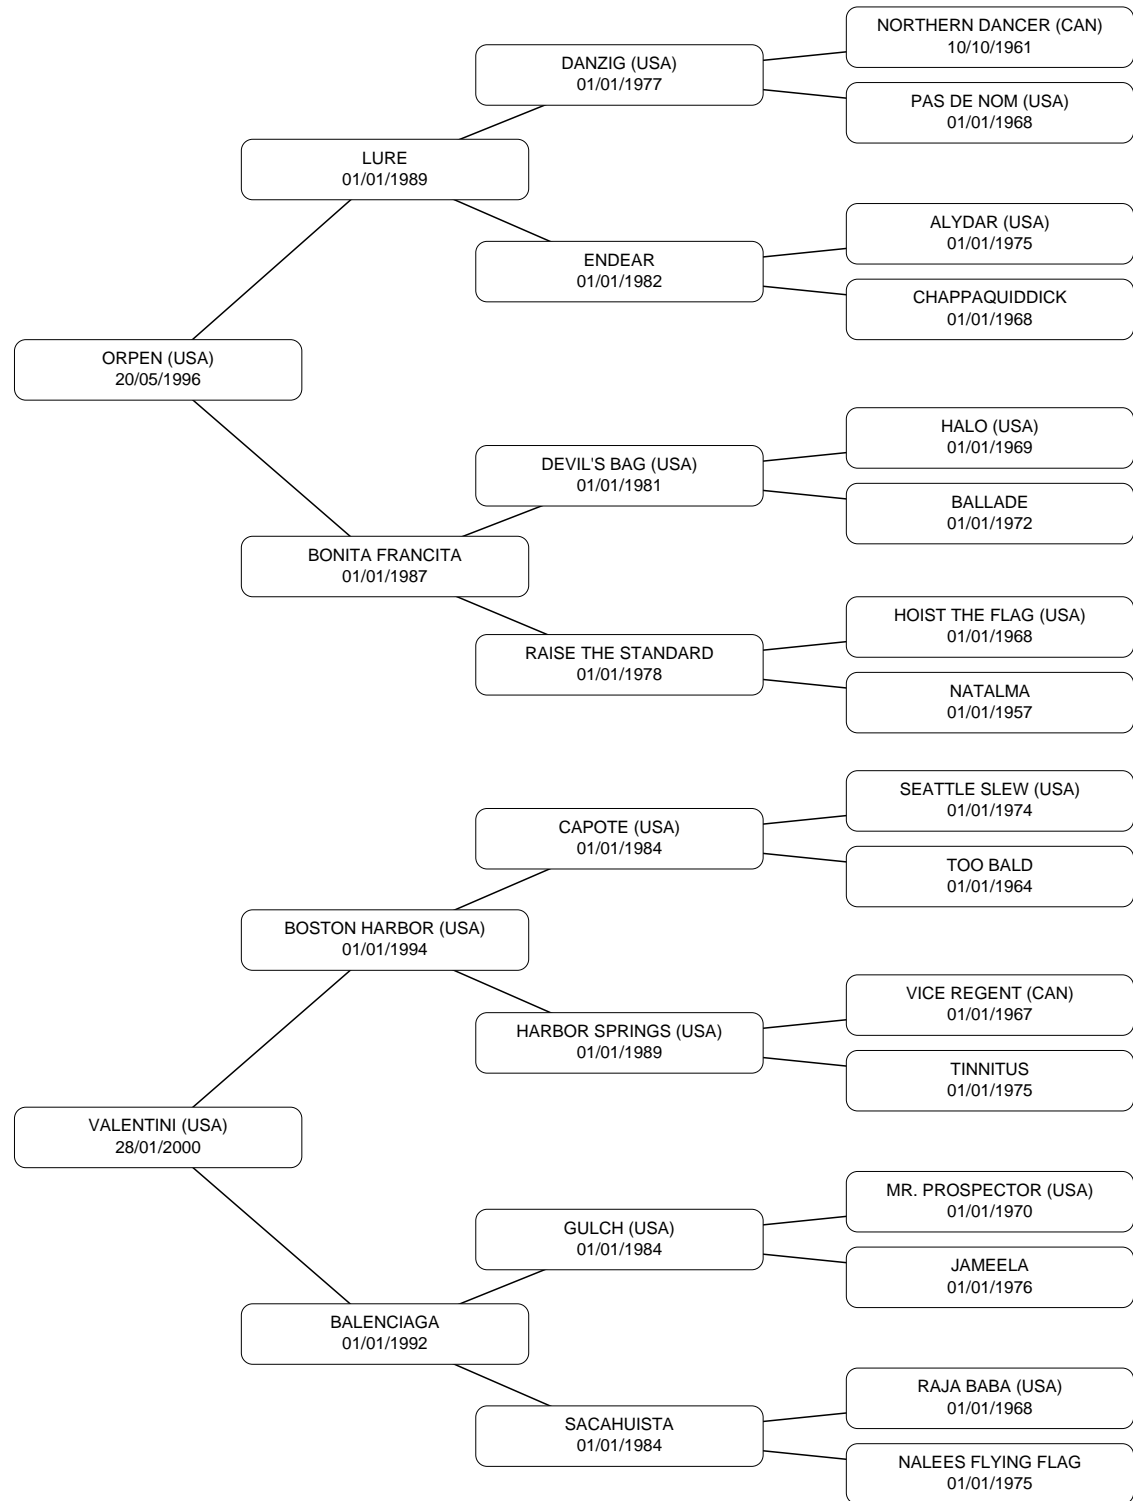 NORTHERN DANCER (CAN)
10/10/1961
DANZIG (USA)
01/01/1977
PAS DE NOM (USA)
01/01/1968
LURE
01/01/1989
ALYDAR (USA)
01/01/1975
ENDEAR
01/01/1982
CHAPPAQUIDDICK
01/01/1968
ORPEN (USA)
20/05/1996
HALO (USA)
01/01/1969
DEVIL'S BAG (USA)
01/01/1981
BALLADE
01/01/1972
BONITA FRANCITA
01/01/1987
HOIST THE FLAG (USA)
01/01/1968
RAISE THE STANDARD
01/01/1978
NATALMA
01/01/1957
SEATTLE SLEW (USA)
01/01/1974
CAPOTE (USA)
01/01/1984
TOO BALD
01/01/1964
BOSTON HARBOR (USA)
01/01/1994
VICE REGENT (CAN)
01/01/1967
HARBOR SPRINGS (USA)
01/01/1989
TINNITUS
01/01/1975
VALENTINI (USA)
28/01/2000
MR. PROSPECTOR (USA)
01/01/1970
GULCH (USA)
01/01/1984
JAMEELA
01/01/1976
BALENCIAGA
01/01/1992
RAJA BABA (USA)
01/01/1968
SACAHUISTA
01/01/1984
NALEES FLYING FLAG
01/01/1975